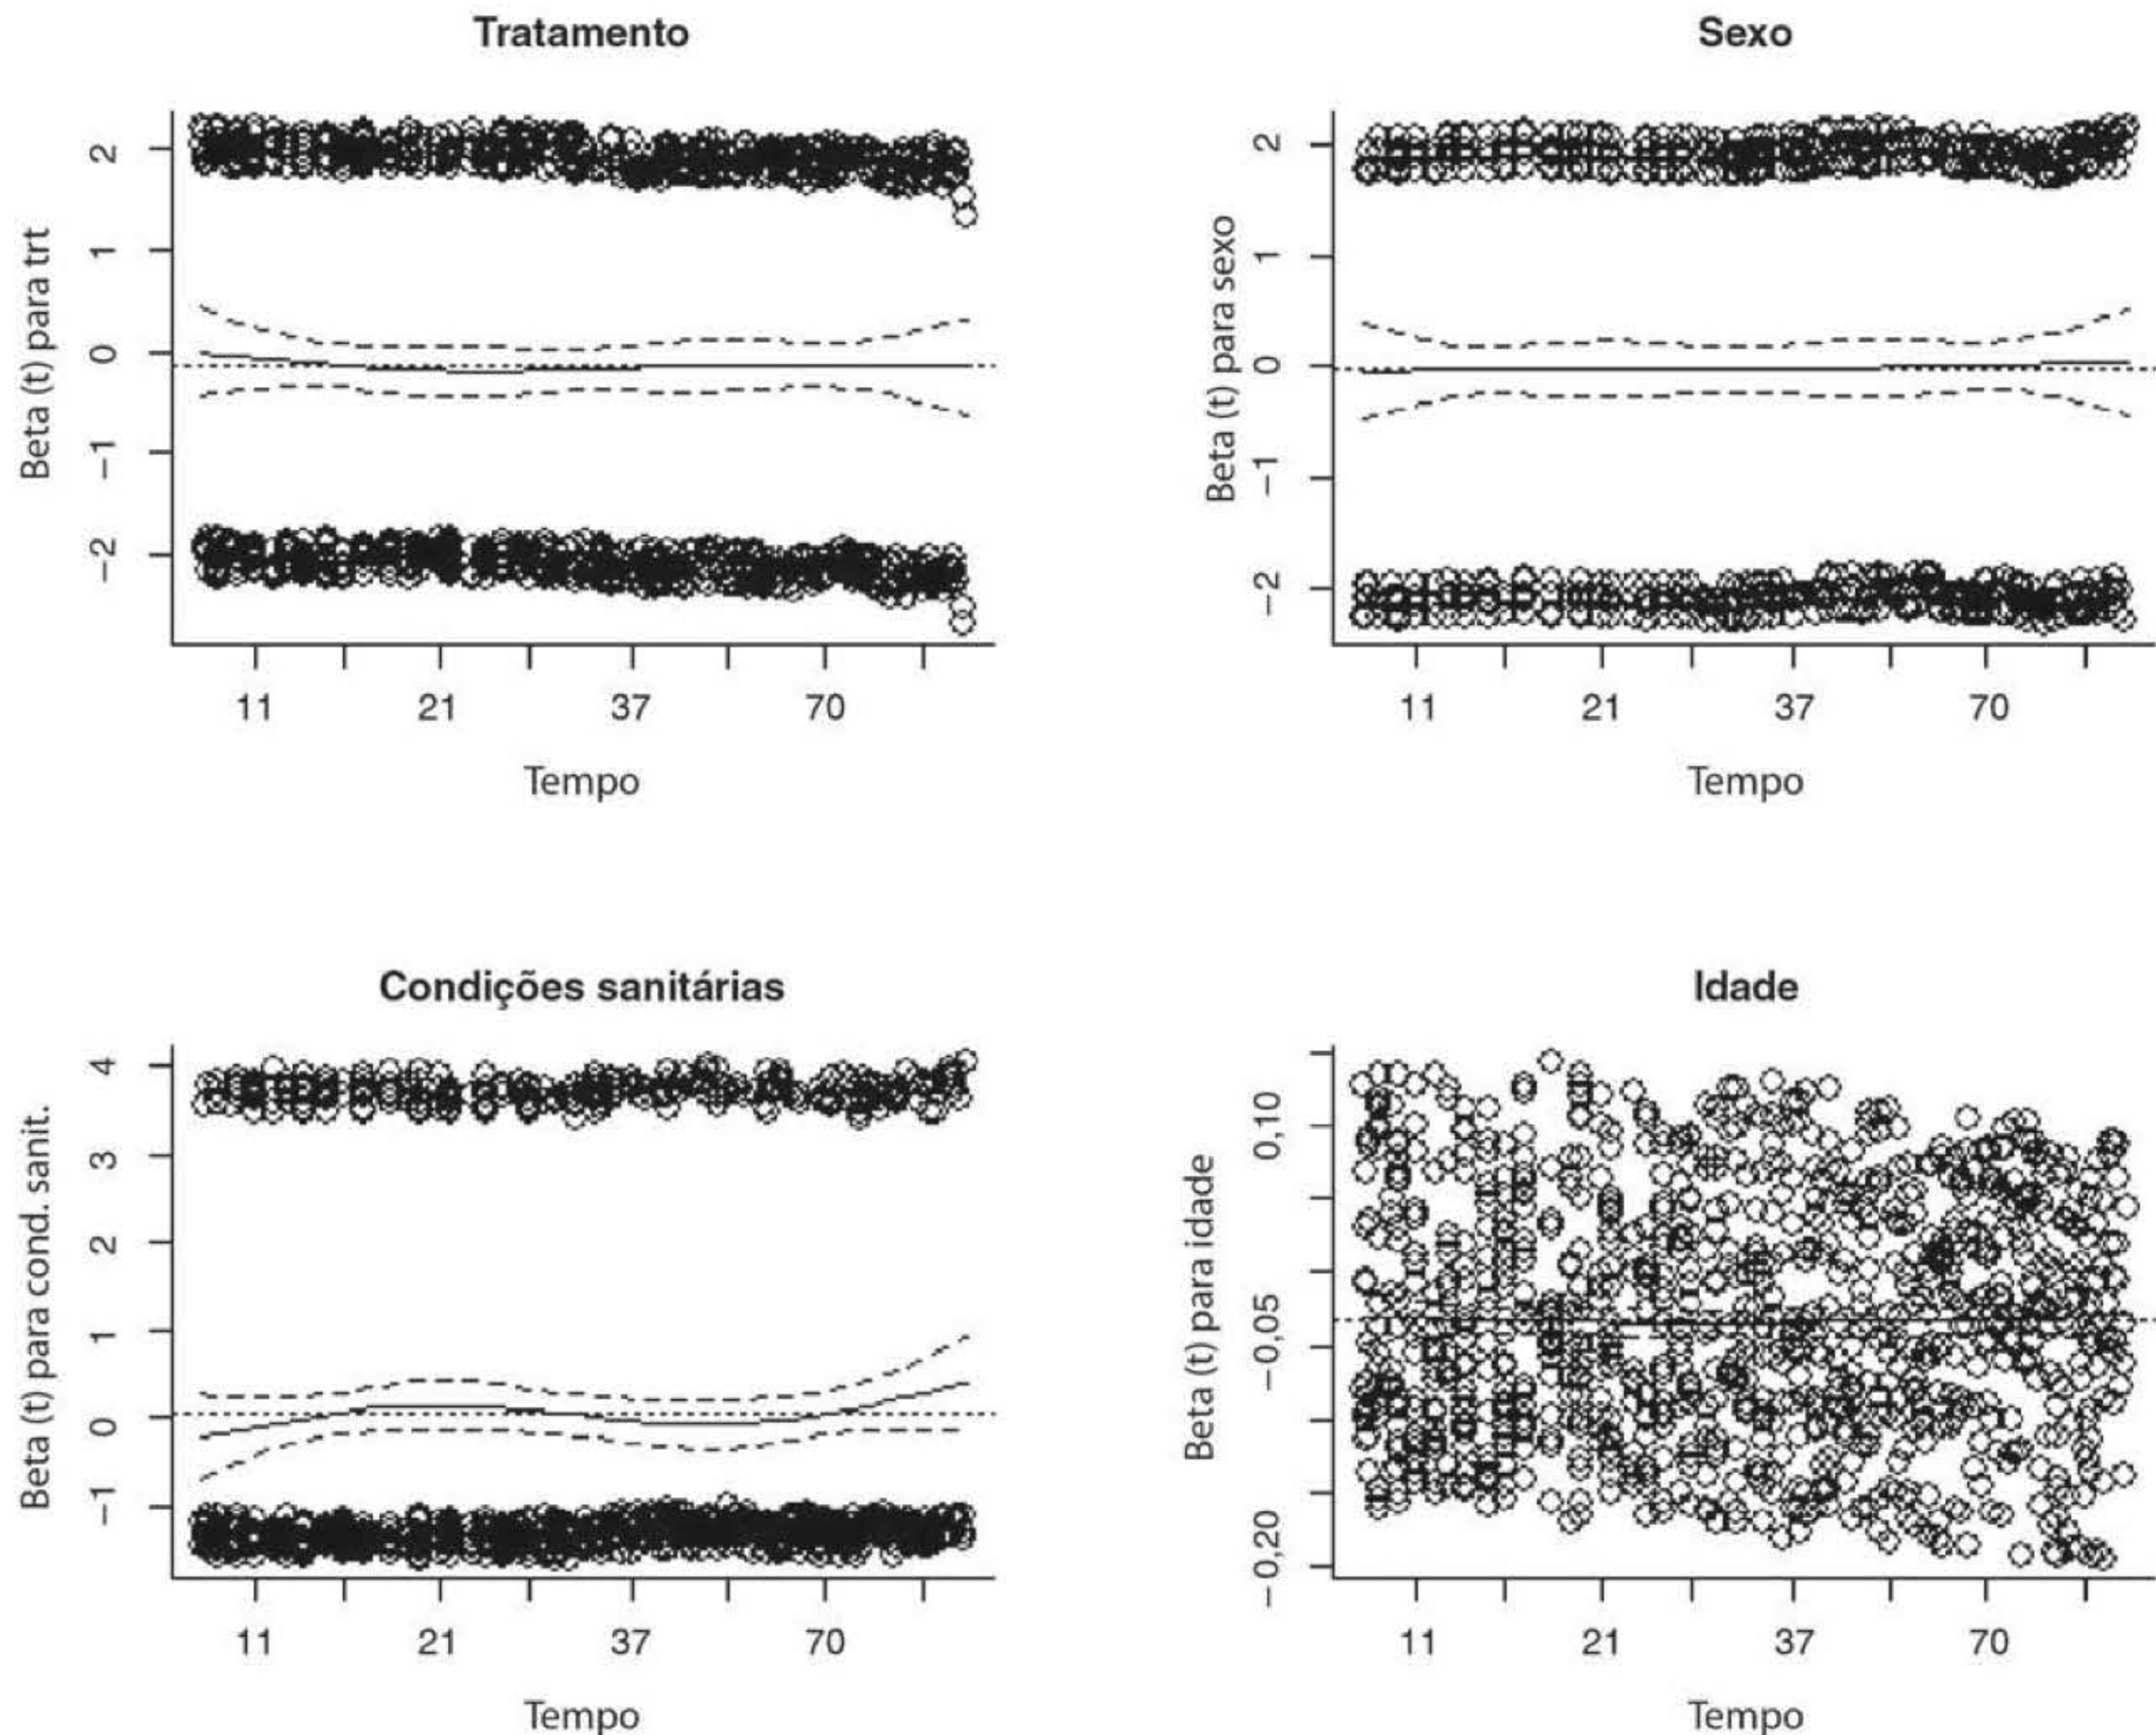 Tratamento
Beta (t) para trt
2
1
0
−1
−2
11 21 37 70
Tempo
Sexo
Beta (t) para sexo
2
1
0
−1
−2
11 21 37 70
Tempo
Condições sanitárias
Beta (t) para cond. sanit.
4
3
2
1
0
−1
11 21 37 70
Tempo
Idade
Beta (t) para idade
0,10
−0,05
−0,20
11 21 37 70
Tempo